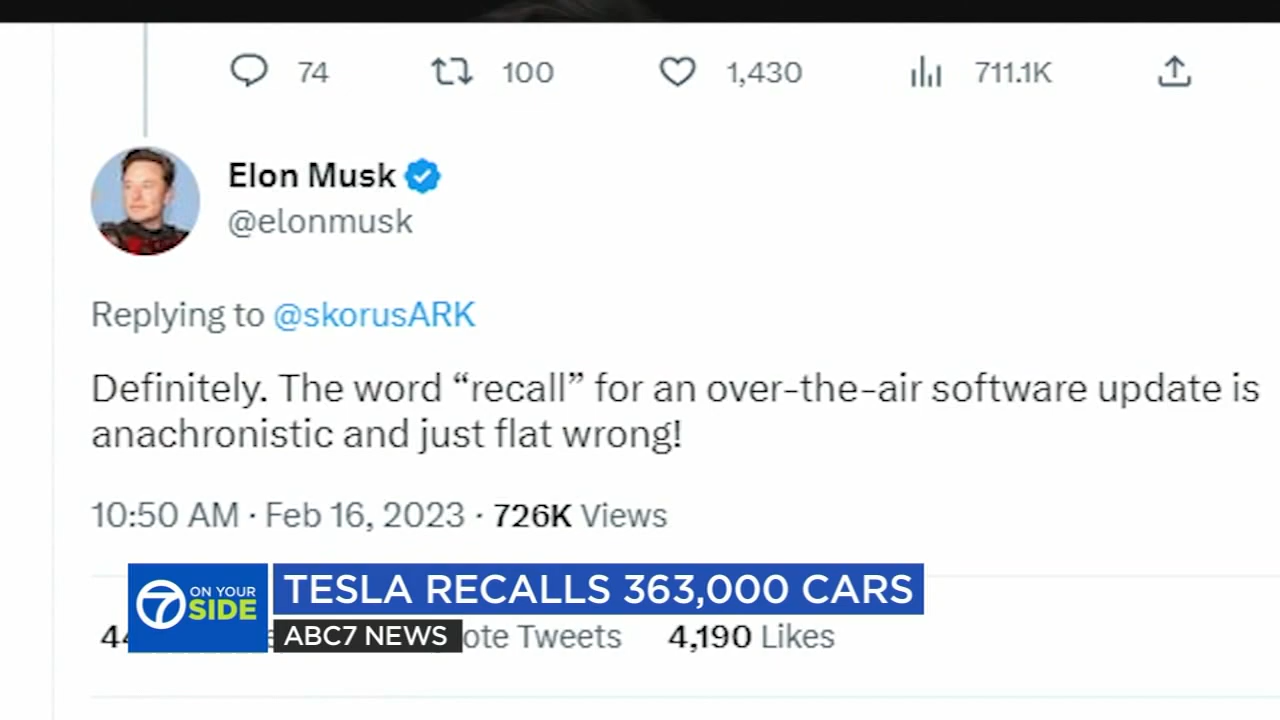 74 100 1,430 711.1K
Elon Musk
@elonmusk
Replying to @skorusARK
Definitely. The word “recall” for an over-the-air software update is
anachronistic and just flat wrong!
10:50 AM · Feb 16, 2023 · 726K Views
7 ON YOUR SIDE
TESLA RECALLS 363,000 CARS
ABC7 NEWS
Tweets 4,190 Likes